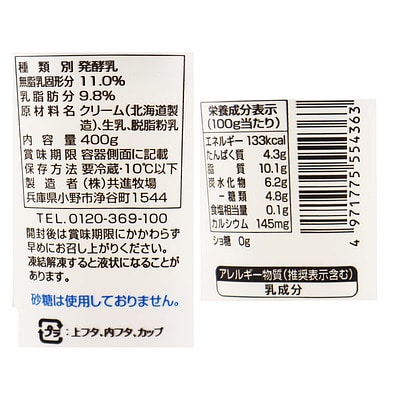 種類別 発酵乳
無脂乳固形分 11.0%
乳脂肪分 9.8%
原材料名 クリーム(北海道製
造)、生乳、脱脂粉乳
内容量 400g
賞味期限 容器側面に記載
保存方法 要冷蔵・10℃以下
製造者 (株)共進牧場
兵庫県小野市浄谷町1544
TEL.0120-369-100
開封後は賞味期限にかかわらず
早めにお召し上がりください。
凍結解凍すると液状になることが
あります。
砂糖は使用しておりません。
プラ :上フタ、内フタ、カップ
栄養成分表示
(100g当たり)
エネルギー 133kcal
たんぱく質 4.3g
脂質 10.1g
炭水化物 6.2g
-糖類 4.8g
食塩相当量 0.1g
カルシウム 145mg
ショ糖 0g
4971775554363
アレルギー物質(推奨表示含む)
乳成分